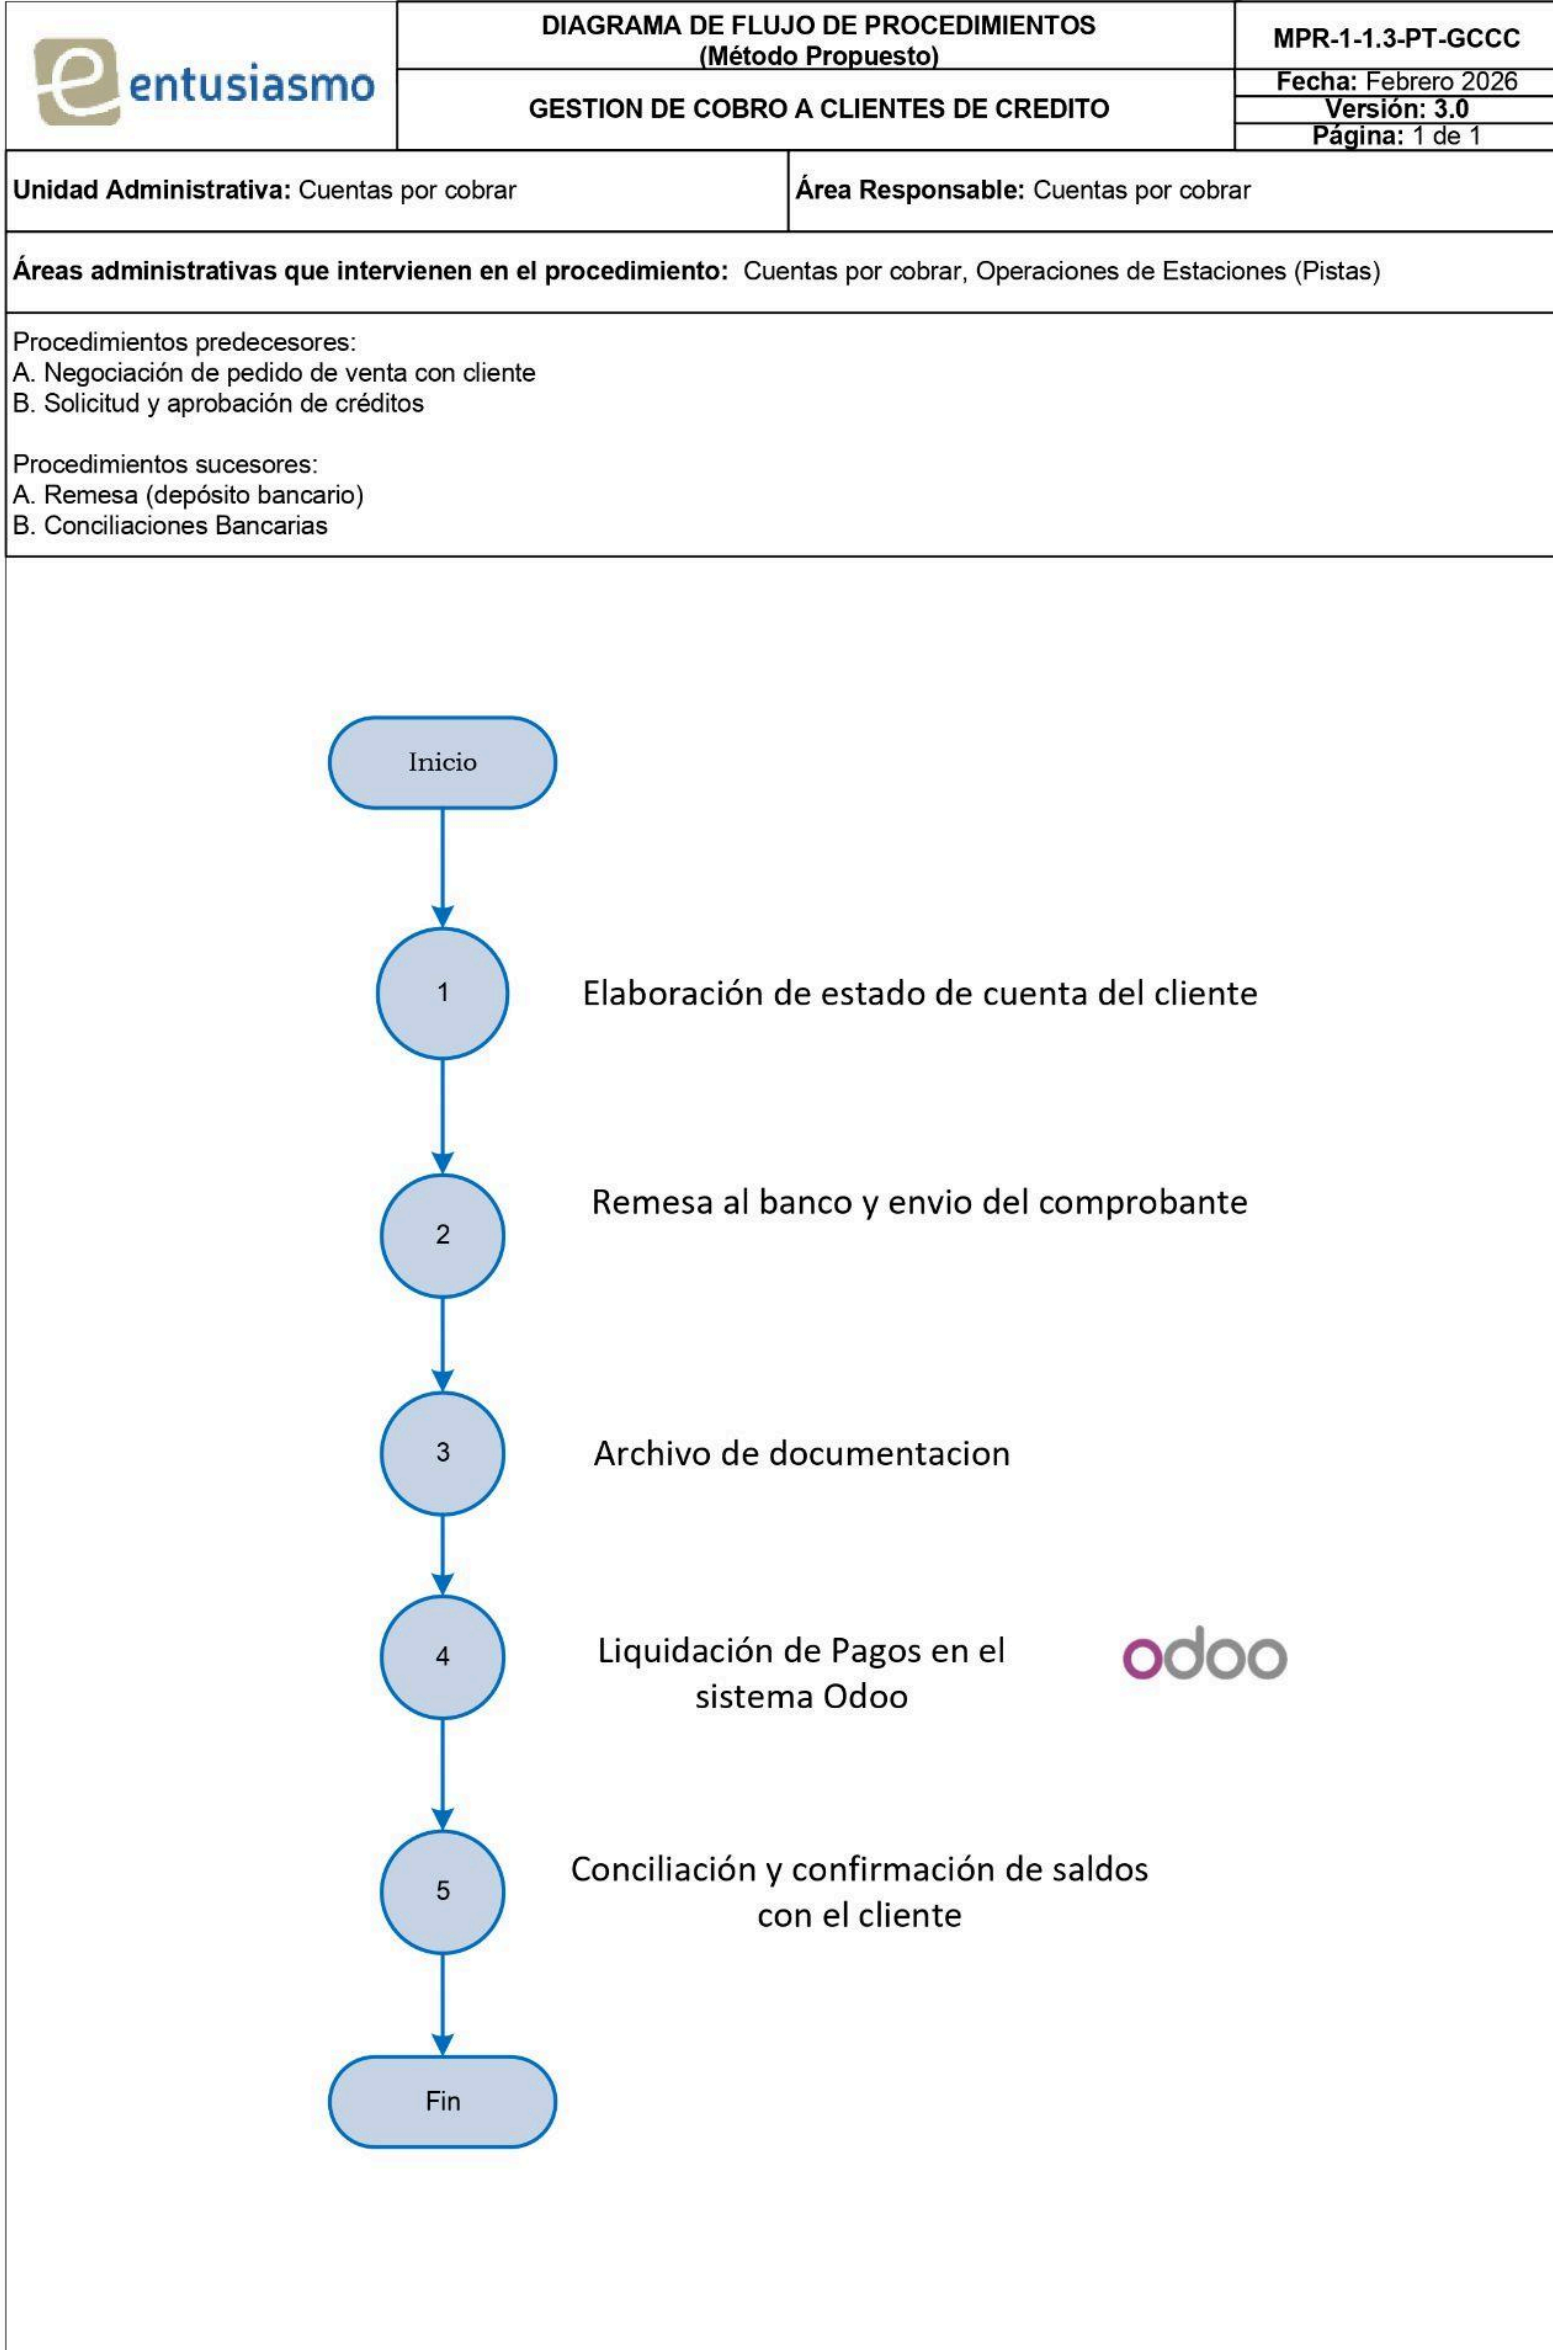 e entusiasmo
DIAGRAMA DE FLUJO DE PROCEDIMIENTOS
(Método Propuesto)
GESTION DE COBRO A CLIENTES DE CREDITO
MPR-1-1.3-PT-GCCC
Fecha: Febrero 2026
Versión: 3.0
Página: 1 de 1
Unidad Administrativa: Cuentas por cobrar
Área Responsable: Cuentas por cobrar
Áreas administrativas que intervienen en el procedimiento: Cuentas por cobrar, Operaciones de Estaciones (Pistas)
Procedimientos predecesores:
A. Negociación de pedido de venta con cliente
B. Solicitud y aprobación de créditos
Procedimientos sucesores:
A. Remesa (depósito bancario)
B. Conciliaciones Bancarias
Inicio
1
Elaboración de estado de cuenta del cliente
2
Remesa al banco y envio del comprobante
3
Archivo de documentacion
4
Liquidación de Pagos en el
sistema Odoo
odoo
5
Conciliación y confirmación de saldos
con el cliente
Fin